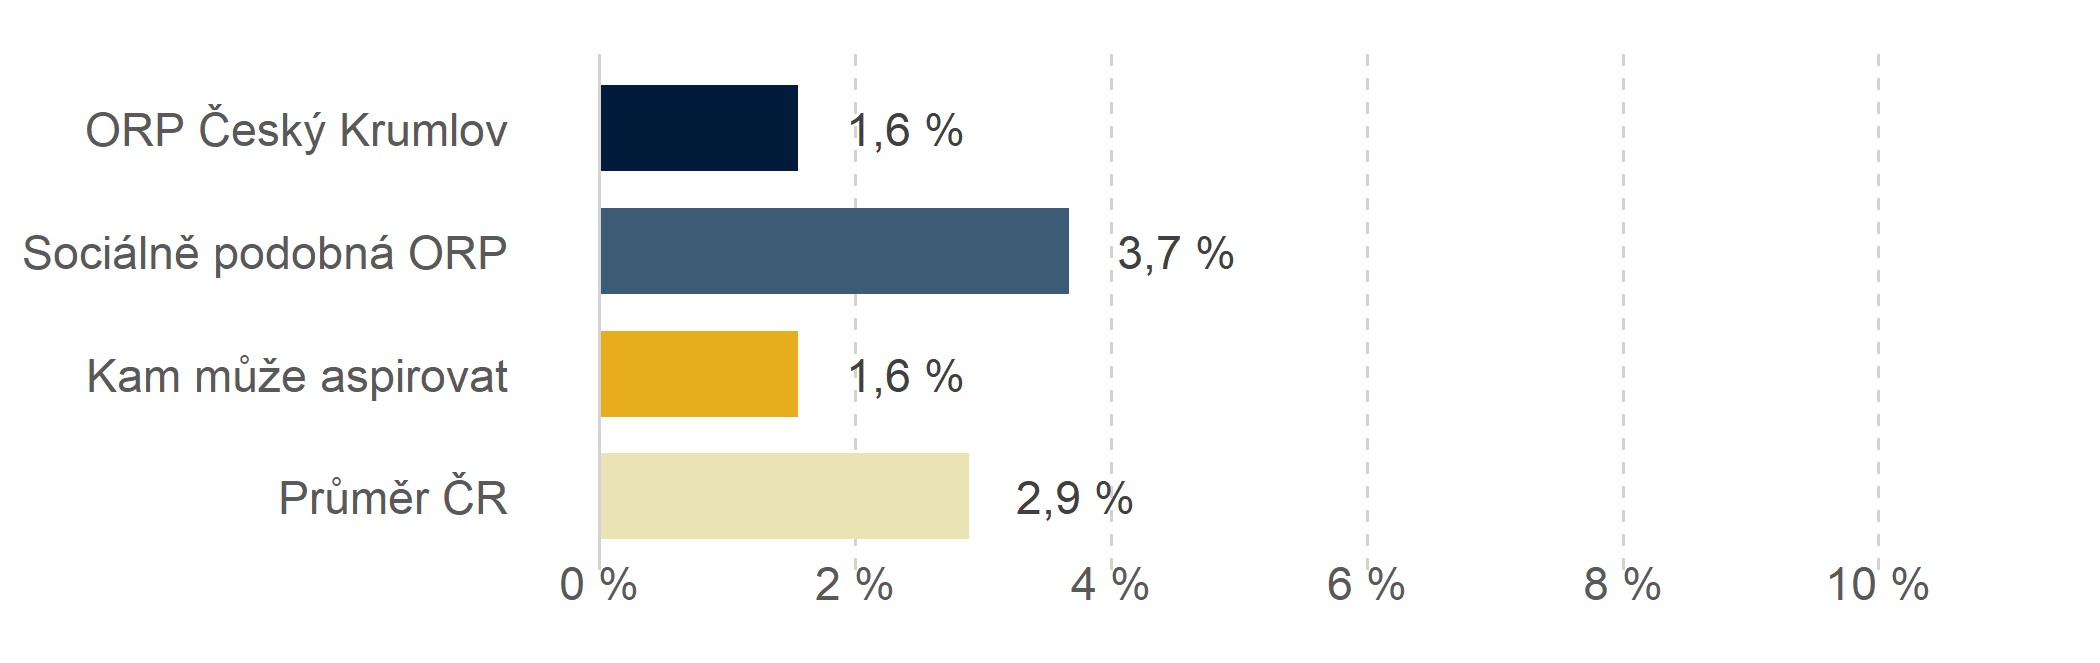 ORP Český Krumlov 1,6 %
Sociálně podobná ORP 3,7 %
Kam může aspirovat 1,6 %
Průměr ČR 2,9 %
0 % 2 % 4 % 6 % 8 % 10 %